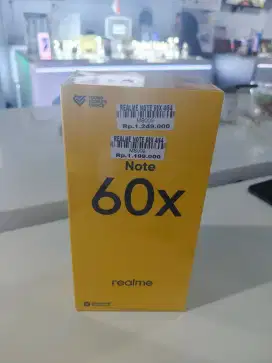 REALME NOTE 60X 4/64
Rp.1.249.000
REALME NOTE 60X 4/64
Rp.1.199.000
Note
60x
realme